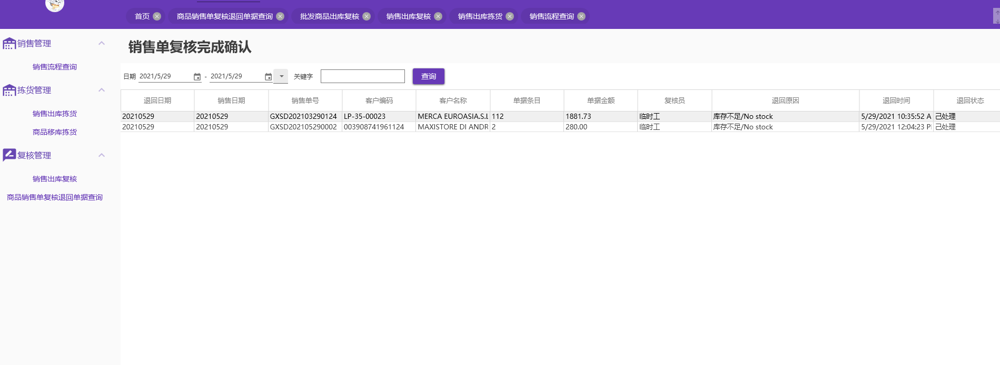 首页 商品销售单复核退回单据查询 批发商品出库复核 销售出库复核 销售出库拣货 销售流程查询
销售管理
销售流程查询
拣货管理
销售出库拣货
商品移库拣货
复核管理
销售出库复核
商品销售单复核退回单据查询
销售单复核完成确认
日期 2021/5/29 - 2021/5/29 关键字 查询
退回日期 销售日期 销售单号 客户编码 客户名称 单据条目 单据金额 复核员 退回原因 退回时间 退回状态
20210529 20210529 GXSD202103290124 LP-35-00023 MERCA EUROASIA.S.L 112 1881.73 临时工 库存不足/No stock 5/29/2021 10:35:52 A 己处理
20210529 20210529 GXSD202105290002 003908741961124 MAXISTORE DI ANDR 2 280.00 临时工 库存不足/No stock 5/29/2021 12:04:23 P 己处理